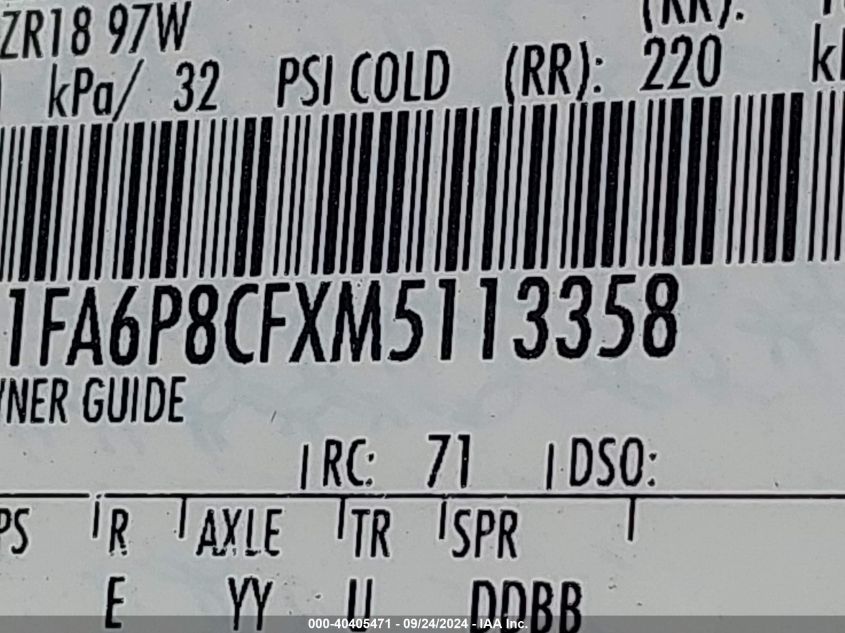 (RR):
ZR18 97W
kPa/ 32 PSI COLD (RR): 220
1FA6P8CFXM5113358
NER GUIDE
RC: 71 DSO:
PS R AXLE TR SPR
E YY U DDBB
000-40405471 - 09/24/2024 - IAA Inc.